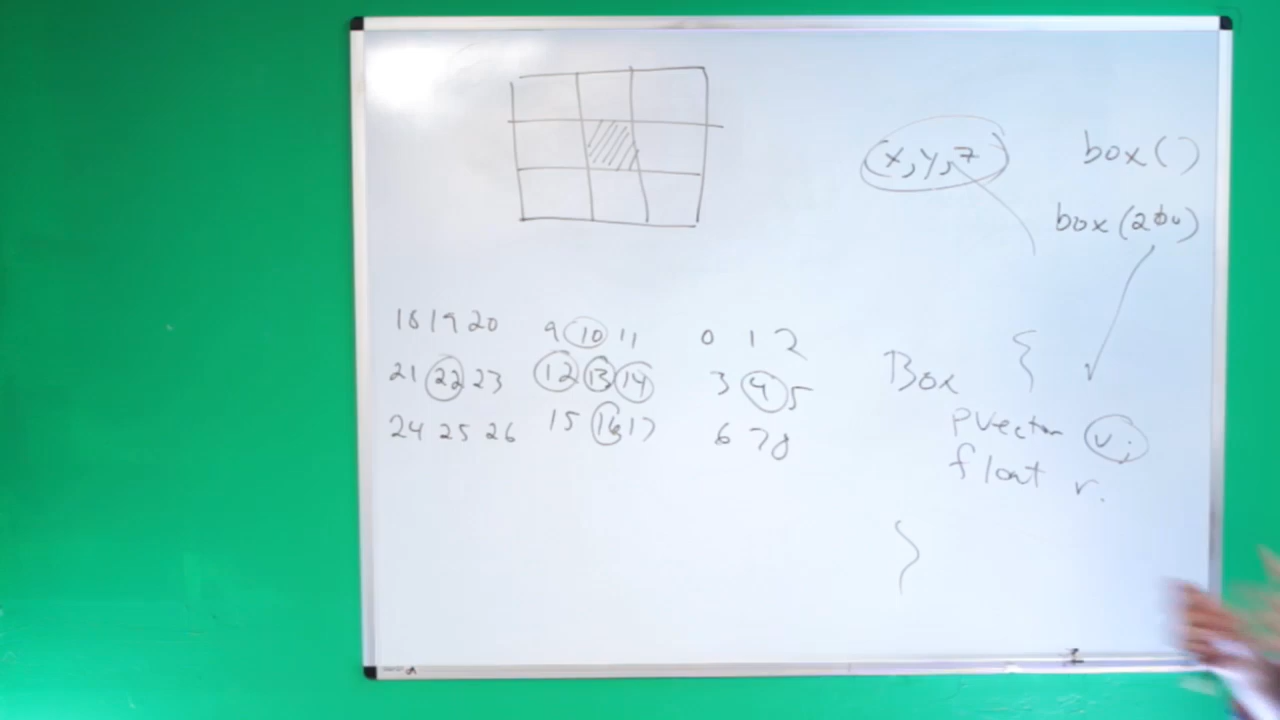 x,y,z
box()
box(200)
18 19 20
21 22 23
24 25 26
9 10 11
12 13 14
15 16 17
0 1 2
3 4 5
6 7 8
Box {
PVector v;
float r.
}